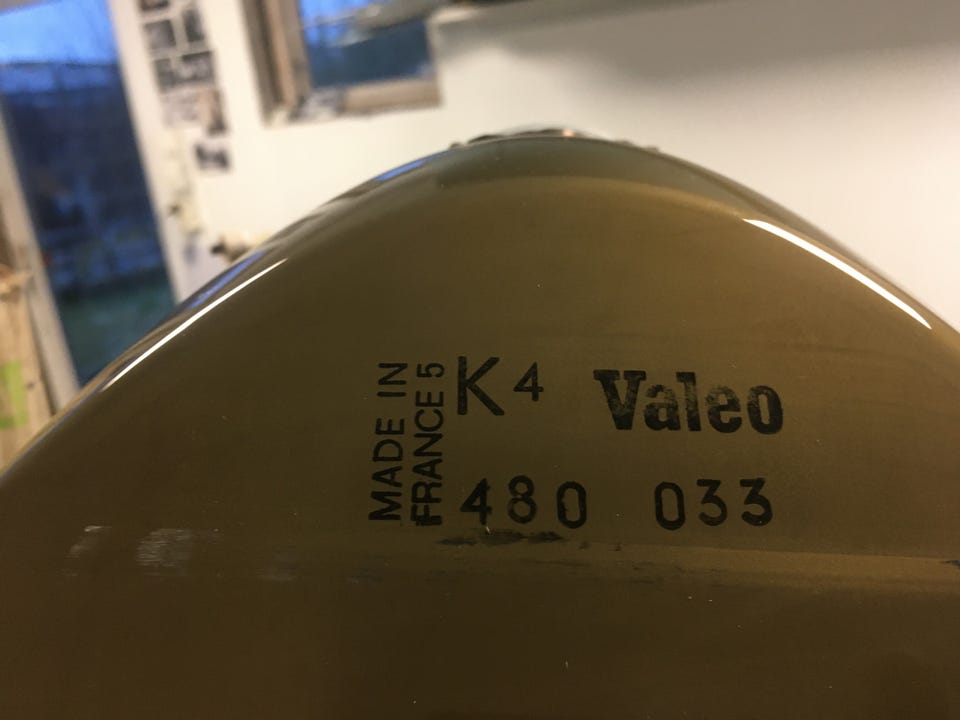 MADE IN
FRANCE 5
K4 Valeo
480 033